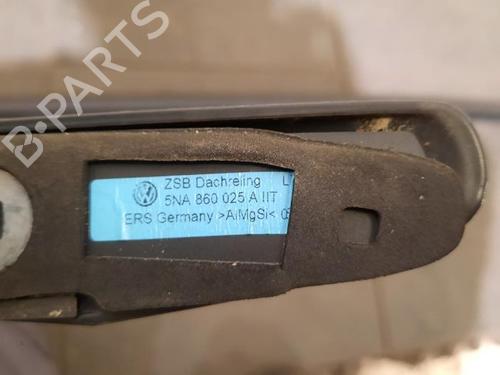 B-PARTS
ZSB Dachreling L
5NA 860 025 A IIT
ERS Germany >AlMgSi<